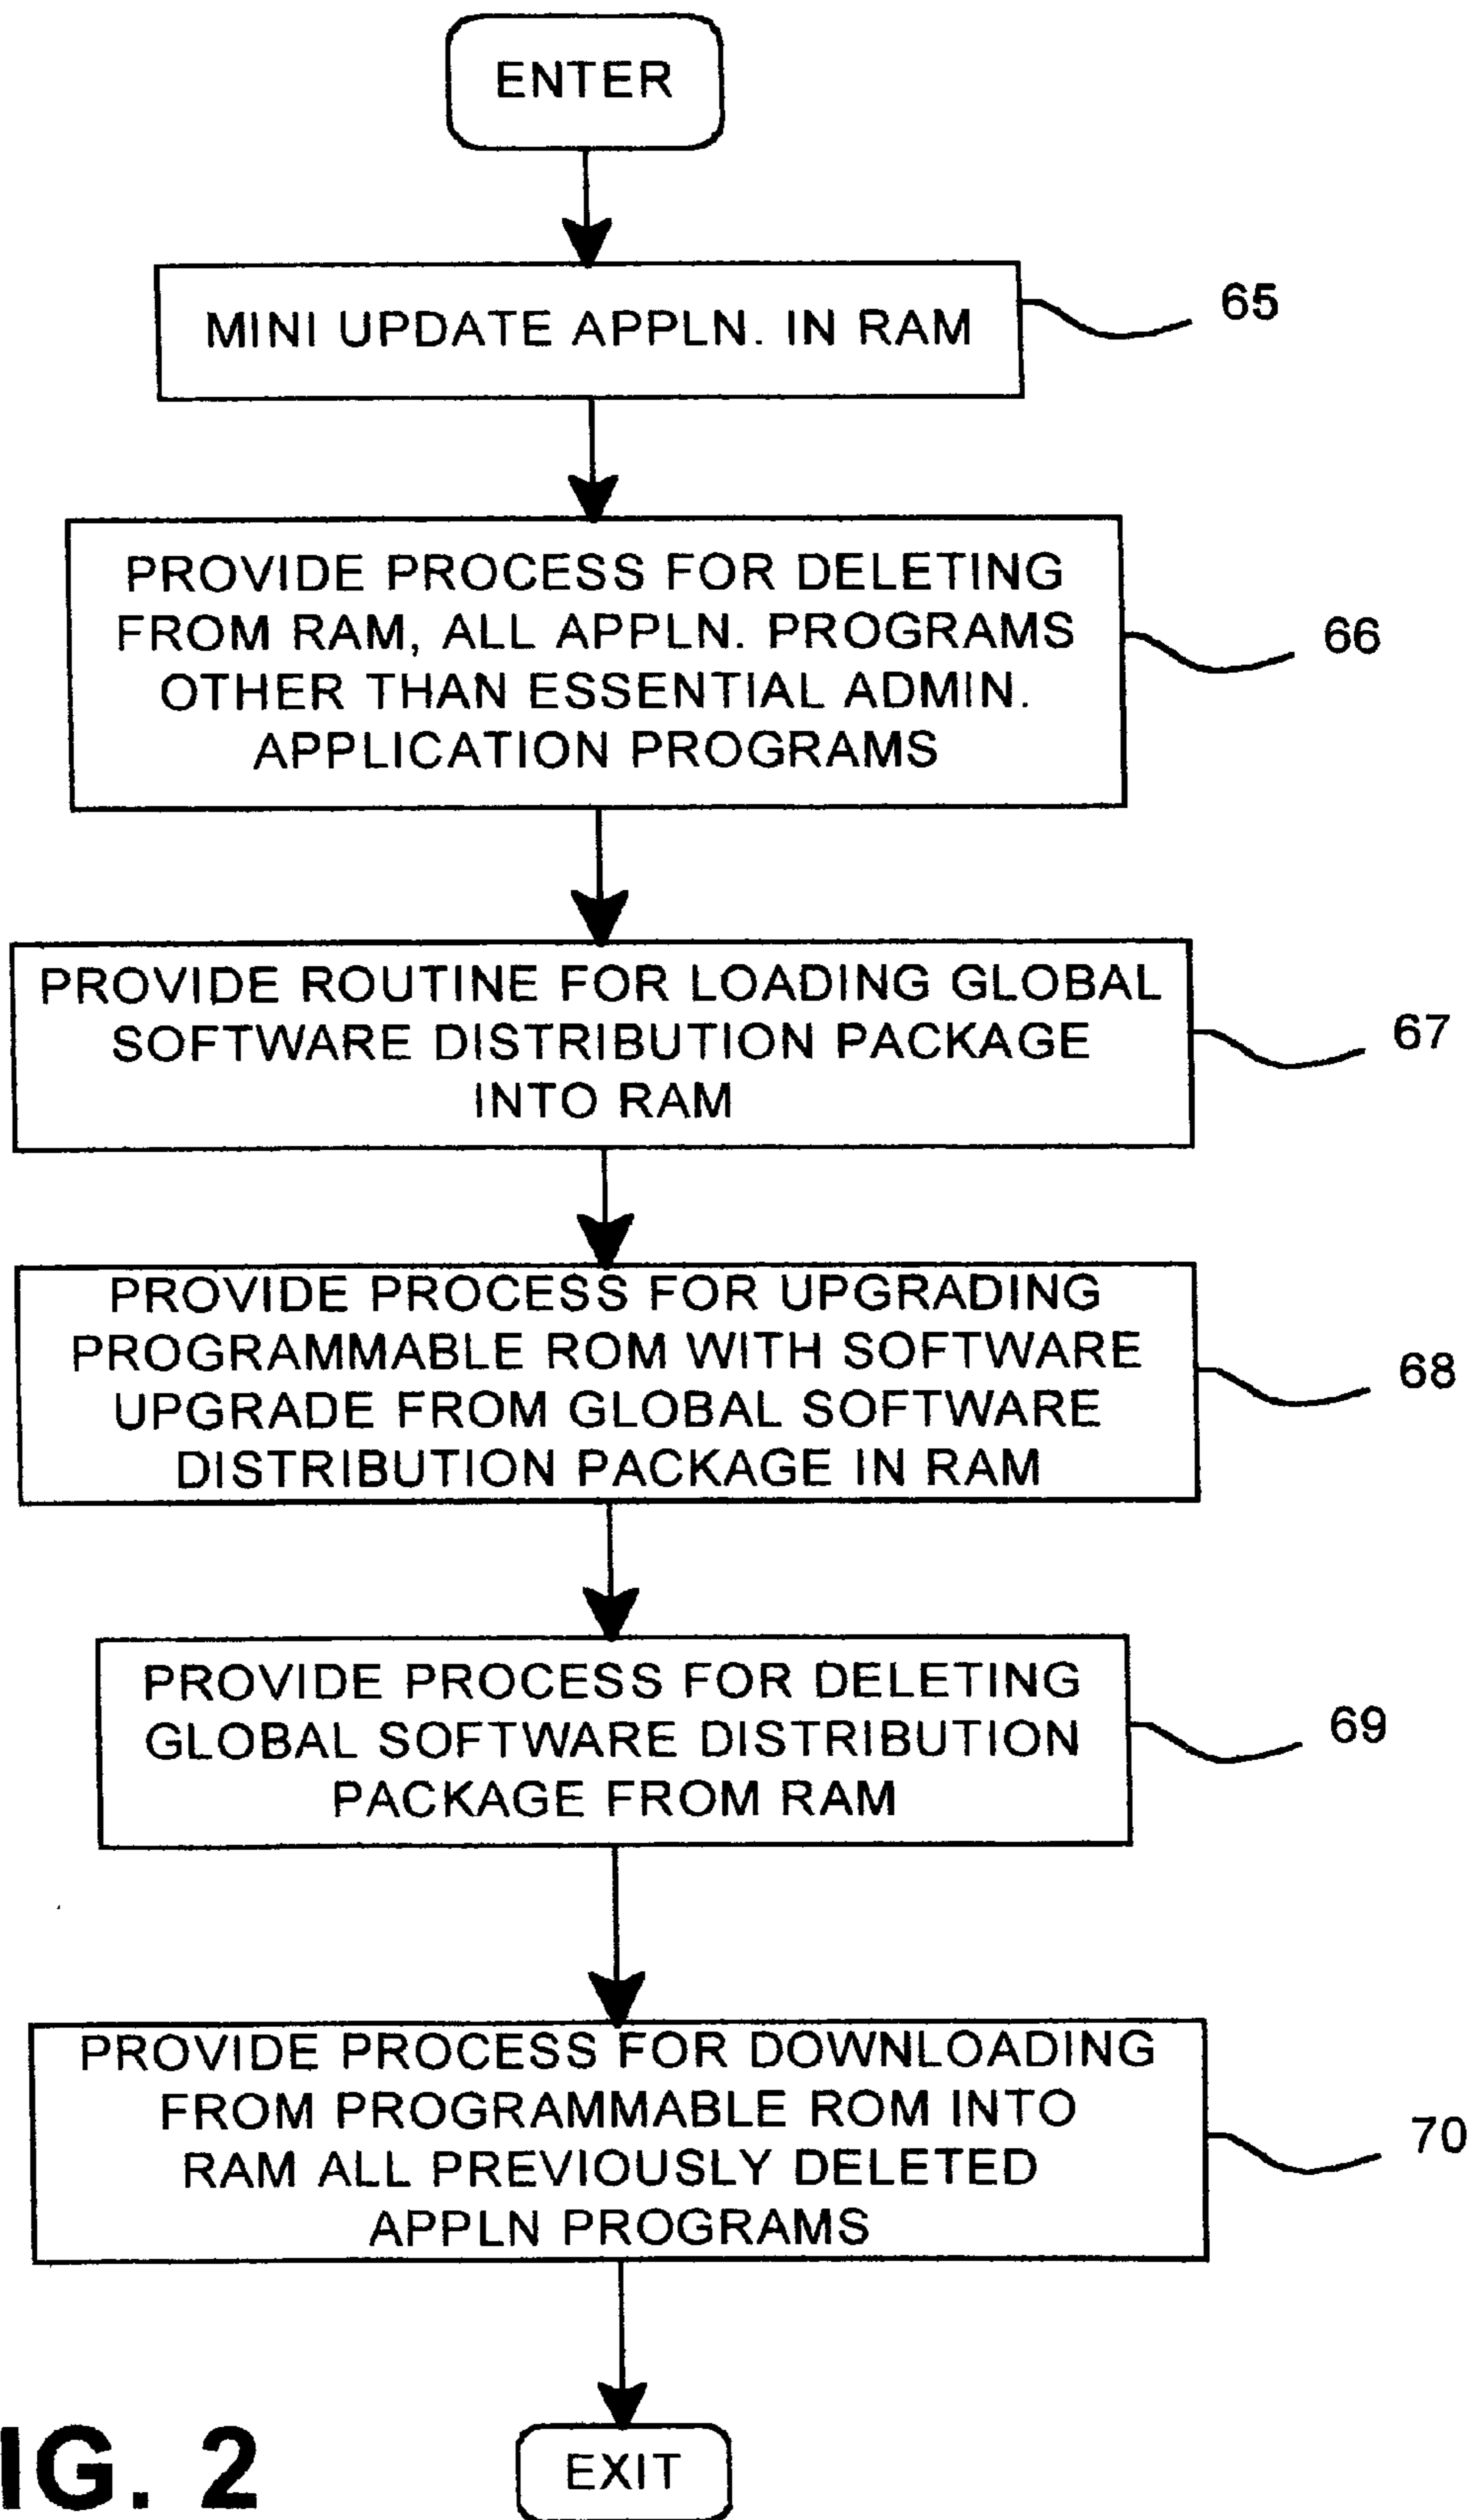 ENTER
MINI UPDATE APPLN. IN RAM
65
PROVIDE PROCESS FOR DELETING
FROM RAM, ALL APPLN. PROGRAMS
OTHER THAN ESSENTIAL ADMIN.
APPLICATION PROGRAMS
66
PROVIDE ROUTINE FOR LOADING GLOBAL
SOFTWARE DISTRIBUTION PACKAGE
INTO RAM
67
PROVIDE PROCESS FOR UPGRADING
PROGRAMMABLE ROM WITH SOFTWARE
UPGRADE FROM GLOBAL SOFTWARE
DISTRIBUTION PACKAGE IN RAM
68
PROVIDE PROCESS FOR DELETING
GLOBAL SOFTWARE DISTRIBUTION
PACKAGE FROM RAM
69
PROVIDE PROCESS FOR DOWNLOADING
FROM PROGRAMMABLE ROM INTO
RAM ALL PREVIOUSLY DELETED
APPLN PROGRAMS
70
EXIT
IG. 2